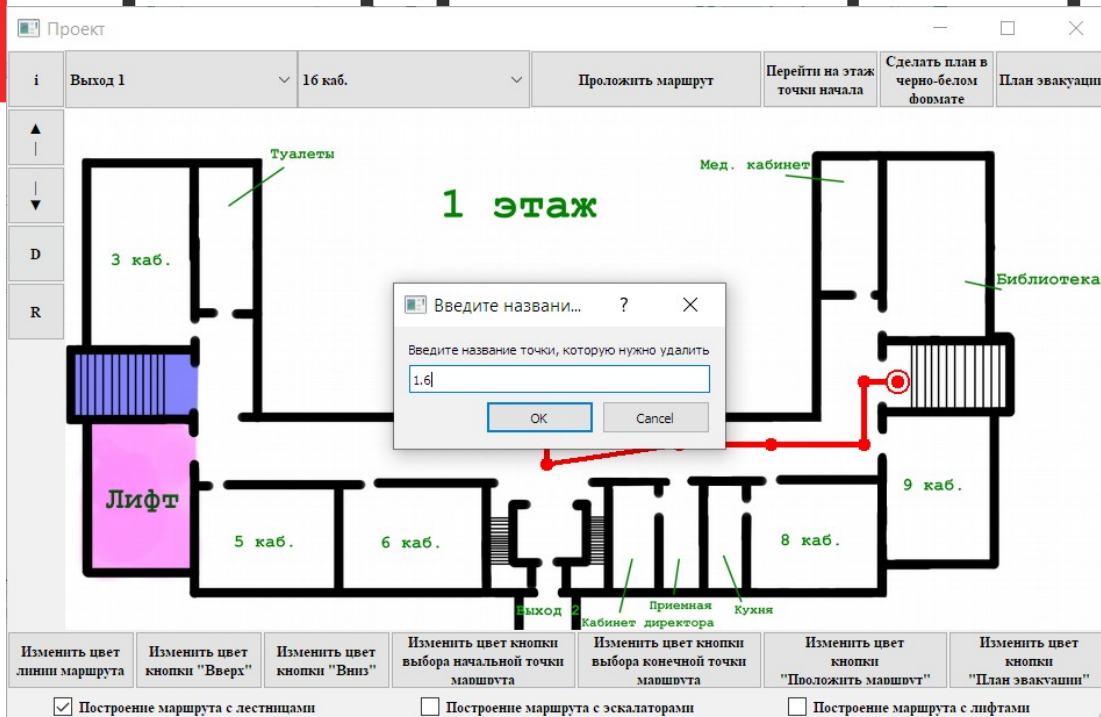 Проект
i
Выход 1
16 каб.
Проложить маршрут
Перейти на этаж
точки начала
Сделать план в
черно-белом
формате
План эвакуации
D
R
Туалеты
Мед. кабинет
1 этаж
3 каб.
Библиотека
Введите названи...
?
Введите название точки, которую нужно удалить
1.6
OK
Cancel
Лифт
5 каб.
6 каб.
8 каб.
9 каб.
Выход 2
Кабинет директора
Приемная
Кухня
Изменить цвет
линии маршрута
Изменить цвет
кнопки "Вверх"
Изменить цвет
кнопки "Вниз"
Изменить цвет кнопки
выбора начальной точки
маршрута
Изменить цвет кнопки
выбора конечной точки
маршрута
Изменить цвет
кнопки
"Проложить маршрут"
Изменить цвет
кнопки
"План эвакуации"
Построение маршрута с лестницами
Построение маршрута с эскалаторами
Построение маршрута с лифтами